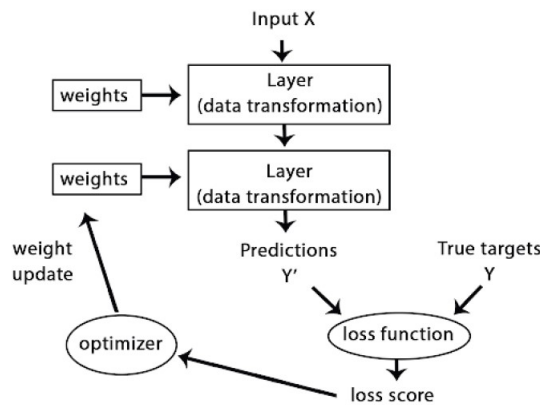 Input X
weights
Layer
(data transformation)
weights
Layer
(data transformation)
weight
update
Predictions
Y'
True targets
Y
optimizer
loss function
loss score